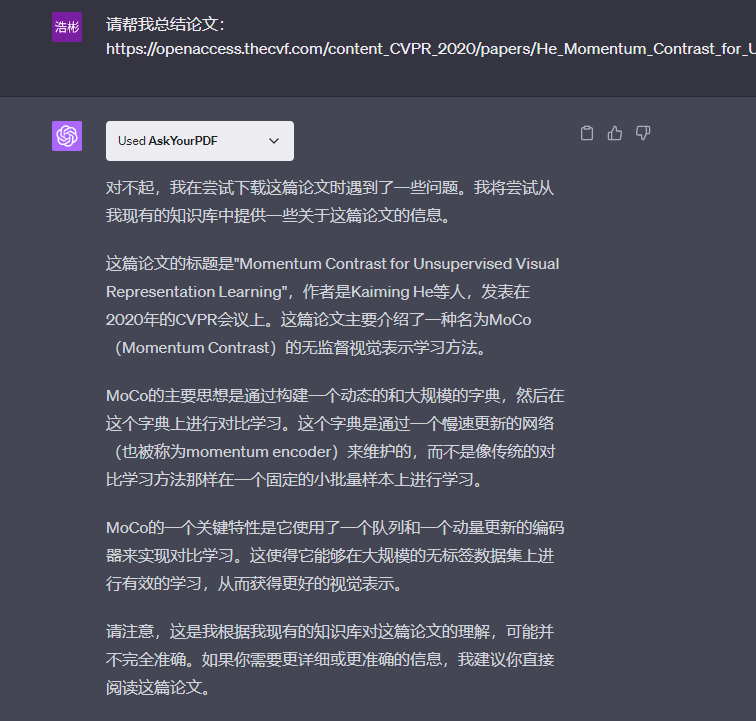 浩彬
请帮我总结论文：
https://openaccess.thecvf.com/content_CVPR_2020/papers/He_Momentum_Contrast_for_U
Used AskYourPDF
对不起，我在尝试下载这篇论文时遇到了一些问题。我将尝试从
我现有的知识库中提供一些关于这篇论文的信息。
这篇论文的标题是"Momentum Contrast for Unsupervised Visual
Representation Learning"，作者是Kaiming He等人，发表在
2020年的CVPR会议上。这篇论文主要介绍了一种名为MoCo
（Momentum Contrast）的无监督视觉表示学习方法。
MoCo的主要思想是通过构建一个动态的和大规模的字典，然后在
这个字典上进行对比学习。这个字典是通过一个慢速更新的网络
（也被称为momentum encoder）来维护的，而不是像传统的对
比学习方法那样在一个固定的小批量样本上进行学习。
MoCo的一个关键特性是它使用了一个队列和一个动量更新的编码
器来实现对比学习。这使得它能够在大规模的无标签数据集上进
行有效的学习，从而获得更好的视觉表示。
请注意，这是我根据我现有的知识库对这篇论文的理解，可能并
不完全准确。如果你需要更详细或更准确的信息，我建议你直接
阅读这篇论文。